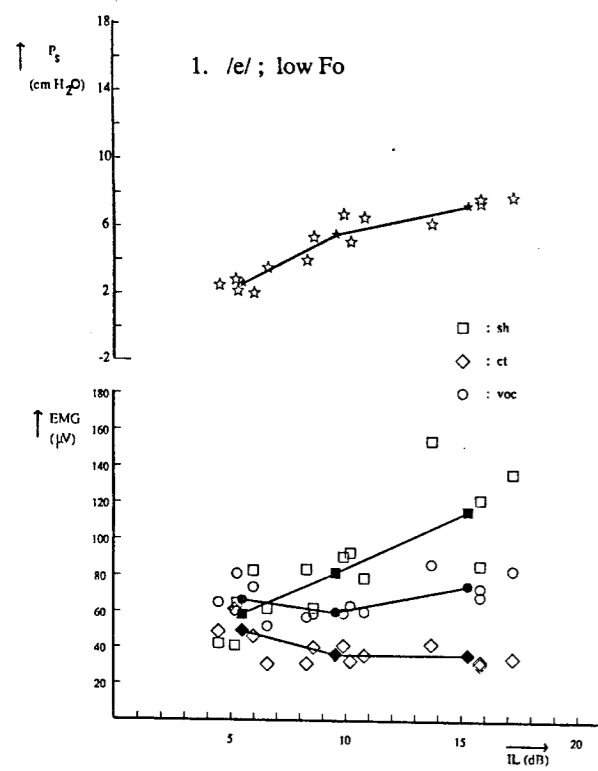 18
↑ Ps
(cm H2O)
1. /e/ ; low Fo
14
10
6
2
-2
□ : sh
◇ : ct
○ : voc
180
↑ EMG
(µV)
160
140
120
100
80
60
40
20
5 10 15 20
IL (dB)